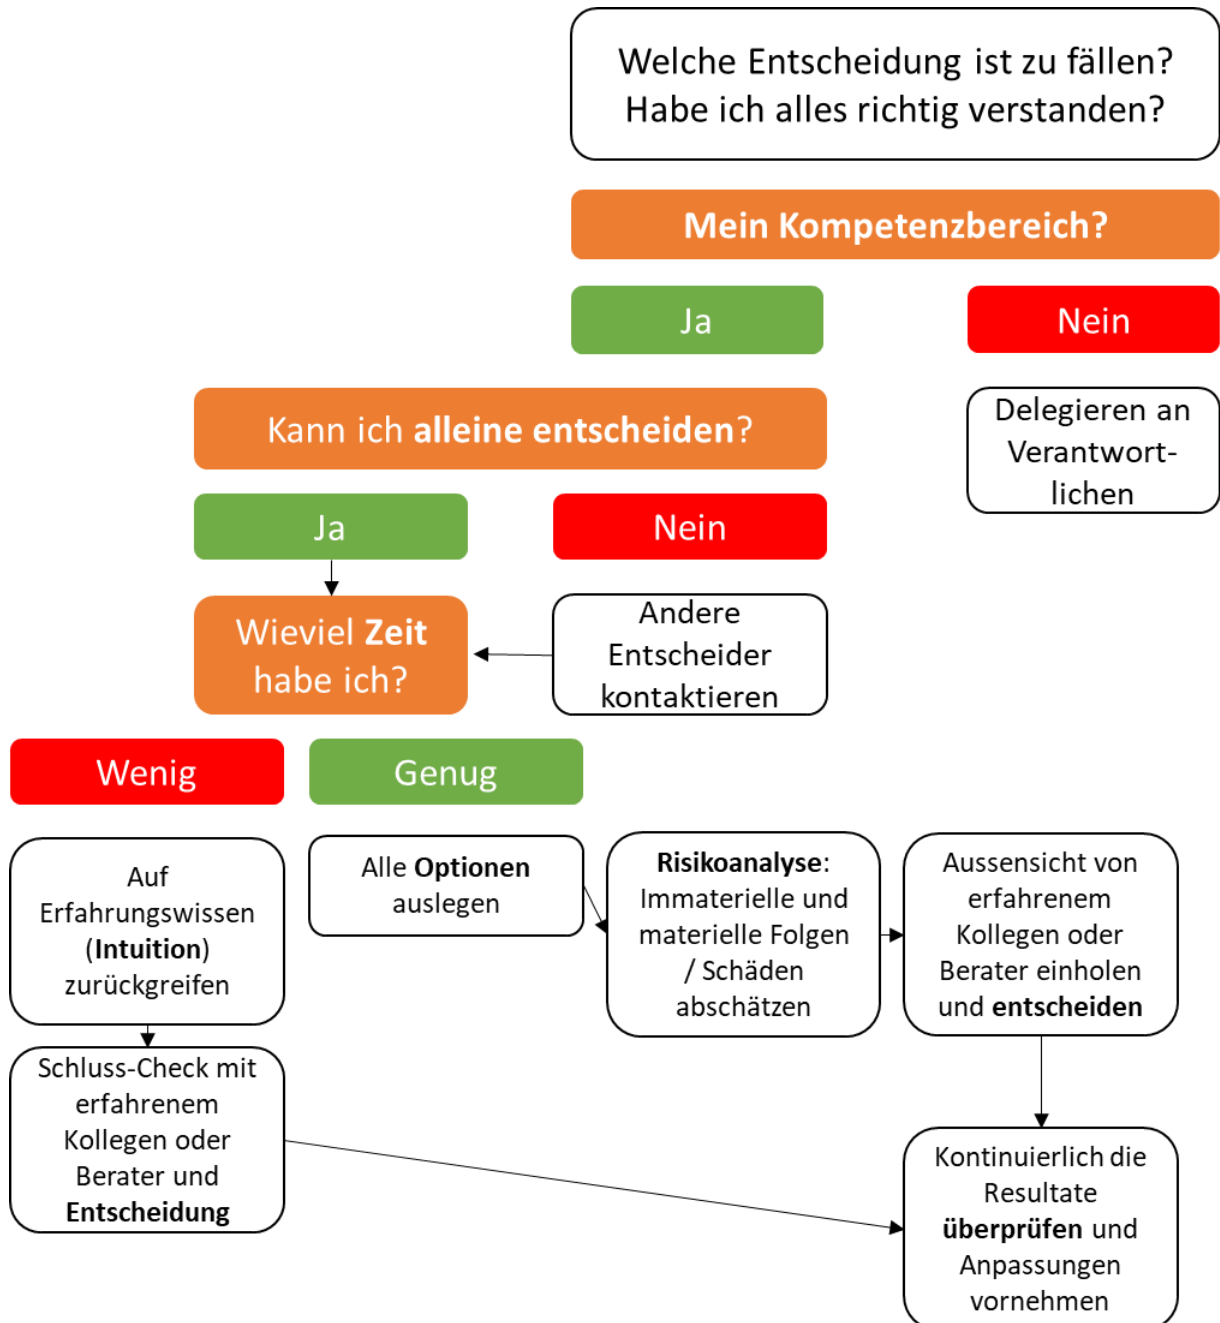 Welche Entscheidung ist zu fällen?
Habe ich alles richtig verstanden?
Mein Kompetenzbereich?
Ja
Nein
Kann ich alleine entscheiden?
Delegieren an
Verantwort-
lichen
Ja
Nein
Wieviel Zeit
habe ich?
Andere
Entscheider
kontaktieren
Wenig
Genug
Auf
Erfahrungswissen
(Intuition)
zurückgreifen
Alle Optionen
auslegen
Risikoanalyse:
Immaterielle und
materielle Folgen
/ Schäden
abschätzen
Aussensicht von
erfahrenem
Kollegen oder
Berater einholen
und entscheiden
Schluss-Check mit
erfahrenem
Kollegen oder
Berater und
Entscheidung
Kontinuierlich die
Resultate
überprüfen und
Anpassungen
vornehmen